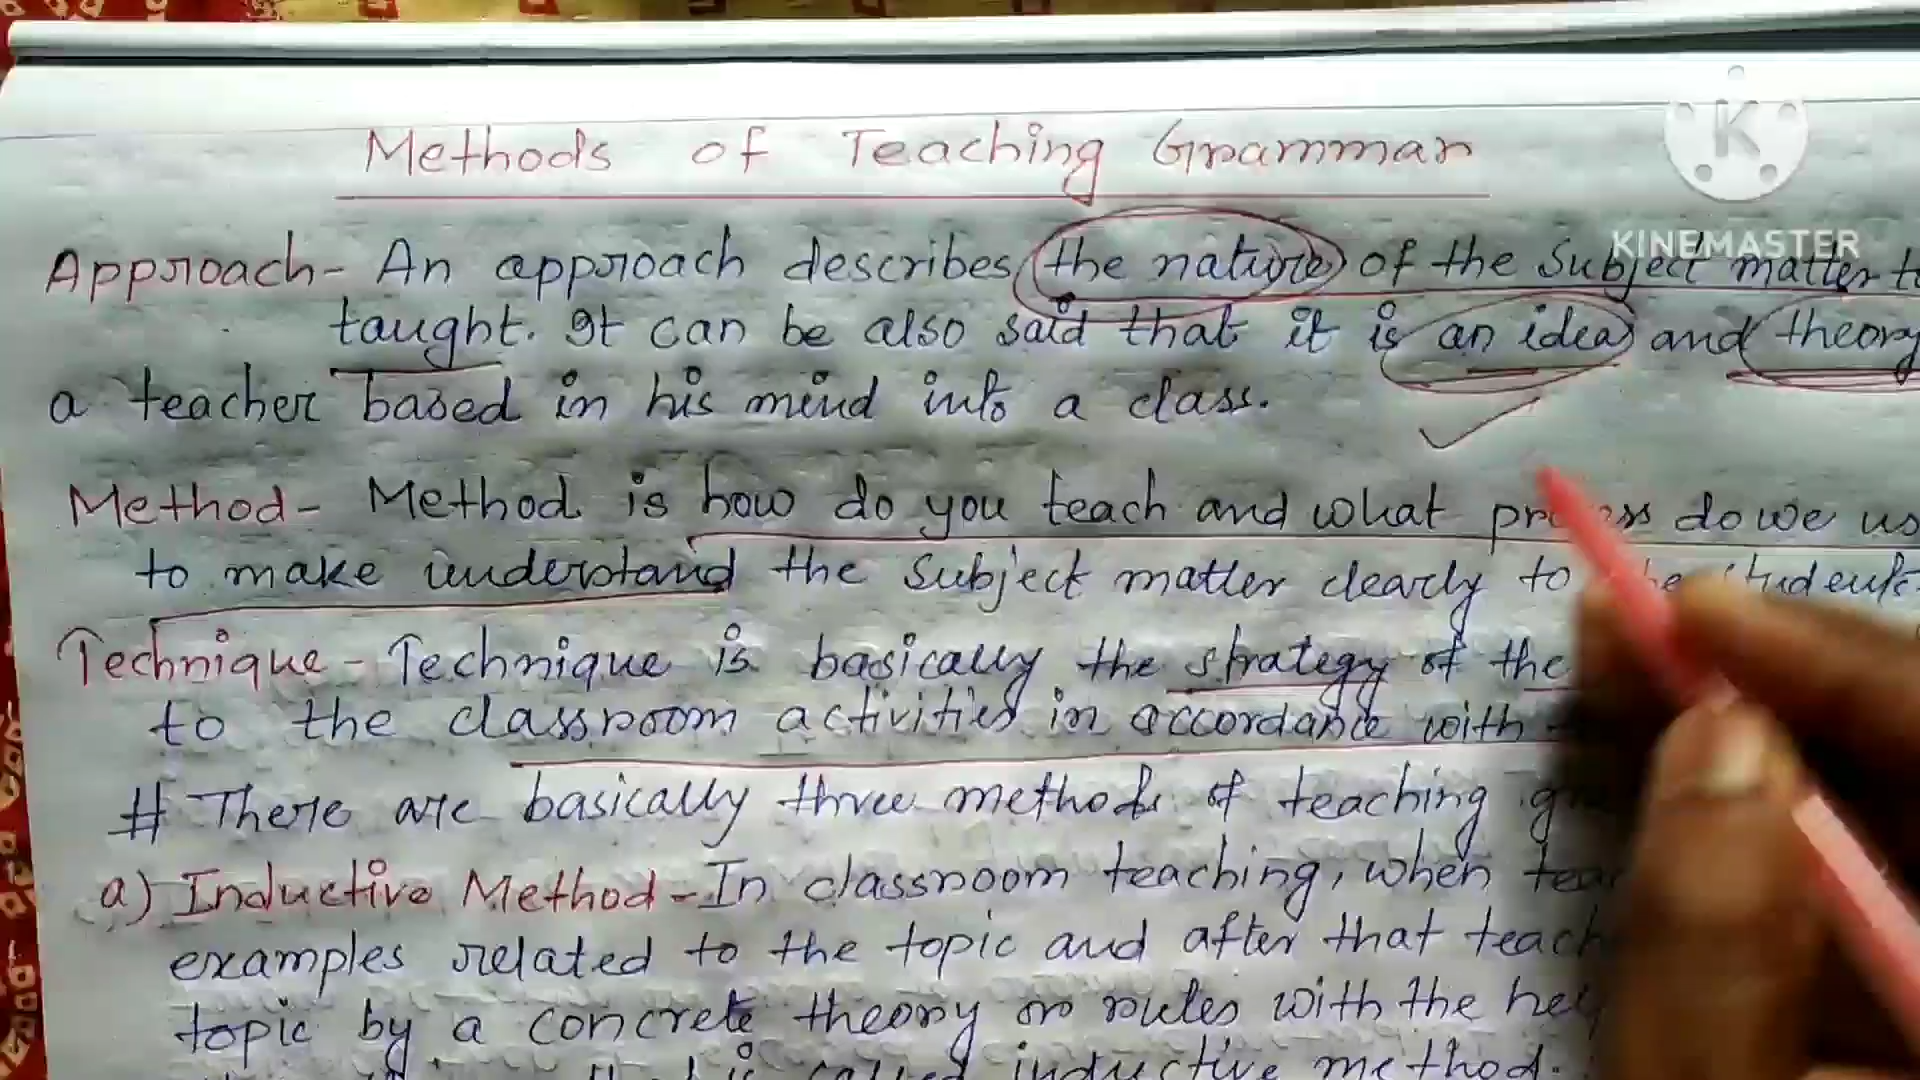 Methods of Teaching Grammar
K
KINEMASTER
Approach- An approach describes the nature of the subject matter
taught. It can be also said that it is an idea and theory
a teacher based in his mind into a class.
Method- Method is how do you teach and what do we
to make understand the subject matter clearly to
Technique- Technique is basically the strategy of the
to the classroom activities in accordance with
# There are basically three methods of teaching
a) Inductive Method- In classroom teaching, when
examples related to the topic and after that
topic by a concrete theory or rules with the
is called inductive method.